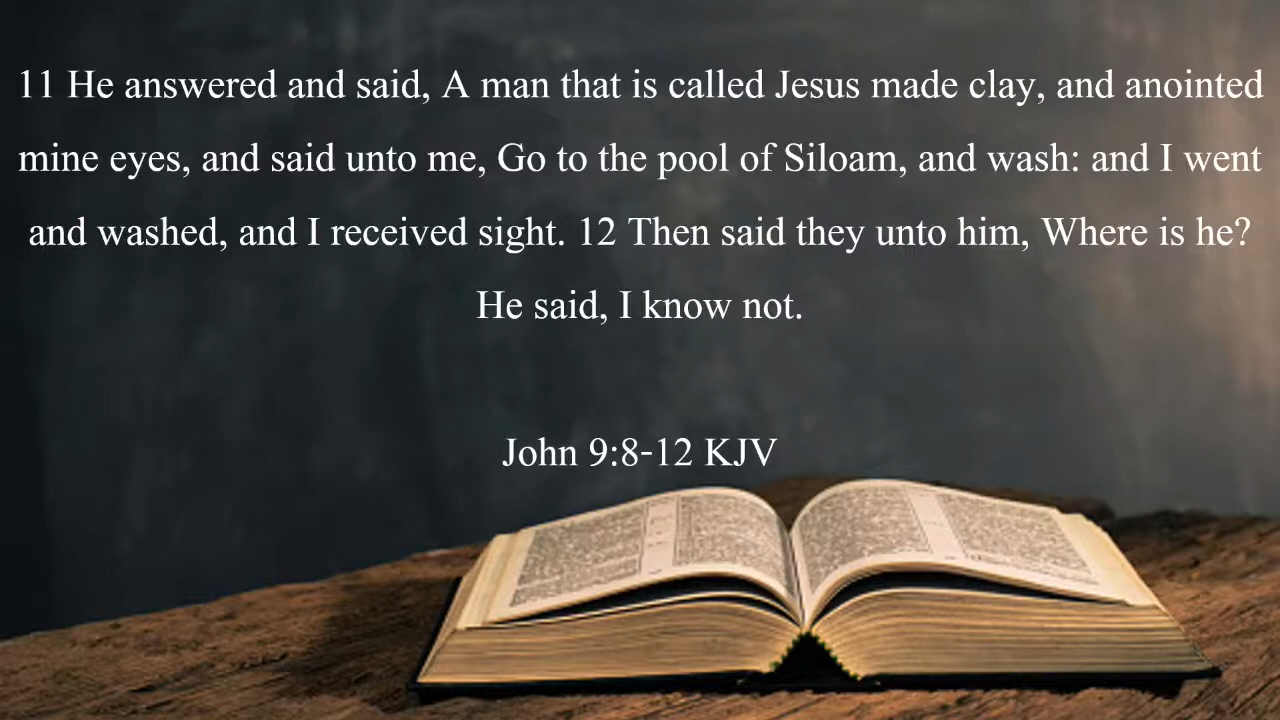 11 He answered and said, A man that is called Jesus made clay, and anointed
mine eyes, and said unto me, Go to the pool of Siloam, and wash: and I went
and washed, and I received sight. 12 Then said they unto him, Where is he?
He said, I know not.
John 9:8-12 KJV